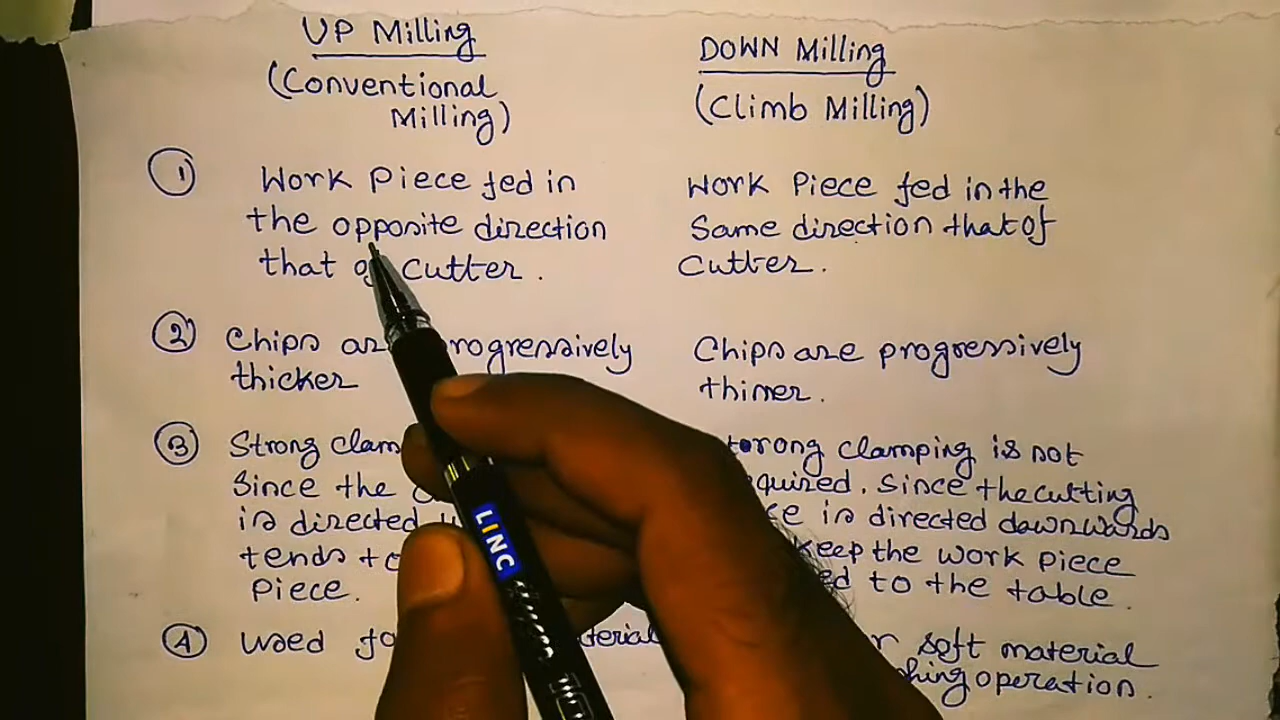 UP Milling
(Conventional
Milling)
DOWN Milling
(Climb Milling)
1
Work Piece fed in
the opposite direction
that of cutter.
Work Piece fed in the
Same direction that of
cutter.
2
Chips are progressively
thicker
Chips are progressively
thinner.
3
Strong clam
Since the
is directed
tends to
Piece.
strong clamping is not
quired. Since the cutting
ce is directed downwards
keep the work piece
ed to the table.
4
Used fo
terial
r soft material
hing operation.
LINC